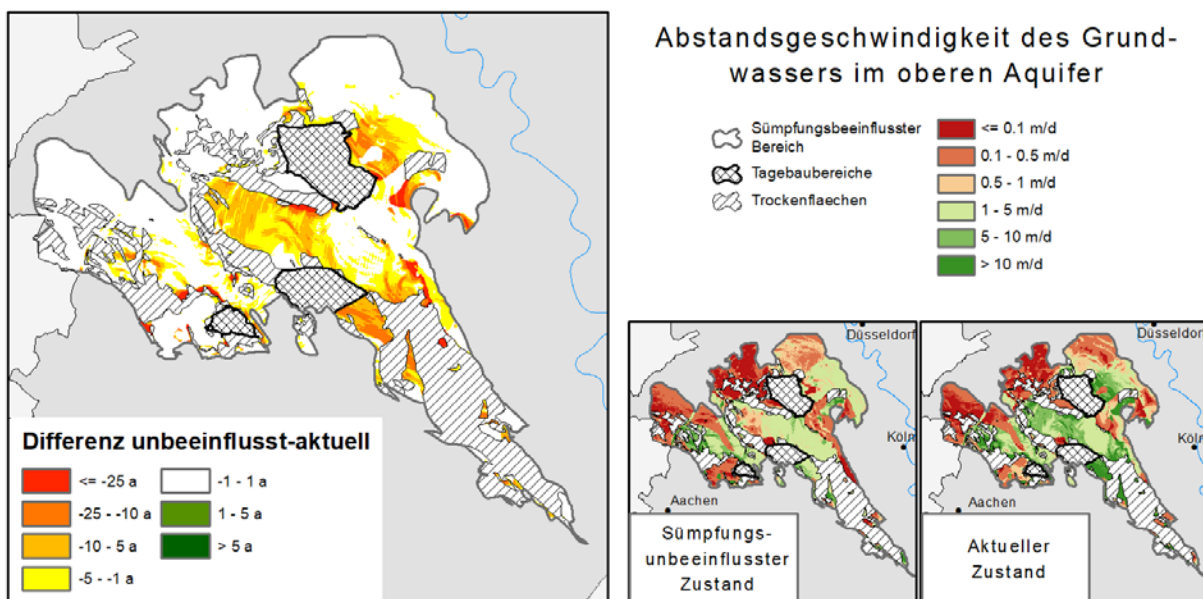 Abstandsgeschwindigkeit des Grund-
wassers im oberen Aquifer
Sümpfungsbeeinflusster
Bereich
Tagebaubereiche
Trockenflaechen
<= 0.1 m/d
0.1 - 0.5 m/d
0.5 - 1 m/d
1 - 5 m/d
5 - 10 m/d
> 10 m/d
Differenz unbeeinflusst-aktuell
<= -25 a
-25 - -10 a
-10 - 5 a
-5 - -1 a
-1 - 1 a
1 - 5 a
> 5 a
Düsseldorf
Köln
Aachen
Sümpfungs-
unbeeinflusster
Zustand
Düsseldorf
Köln
Aachen
Aktueller
Zustand